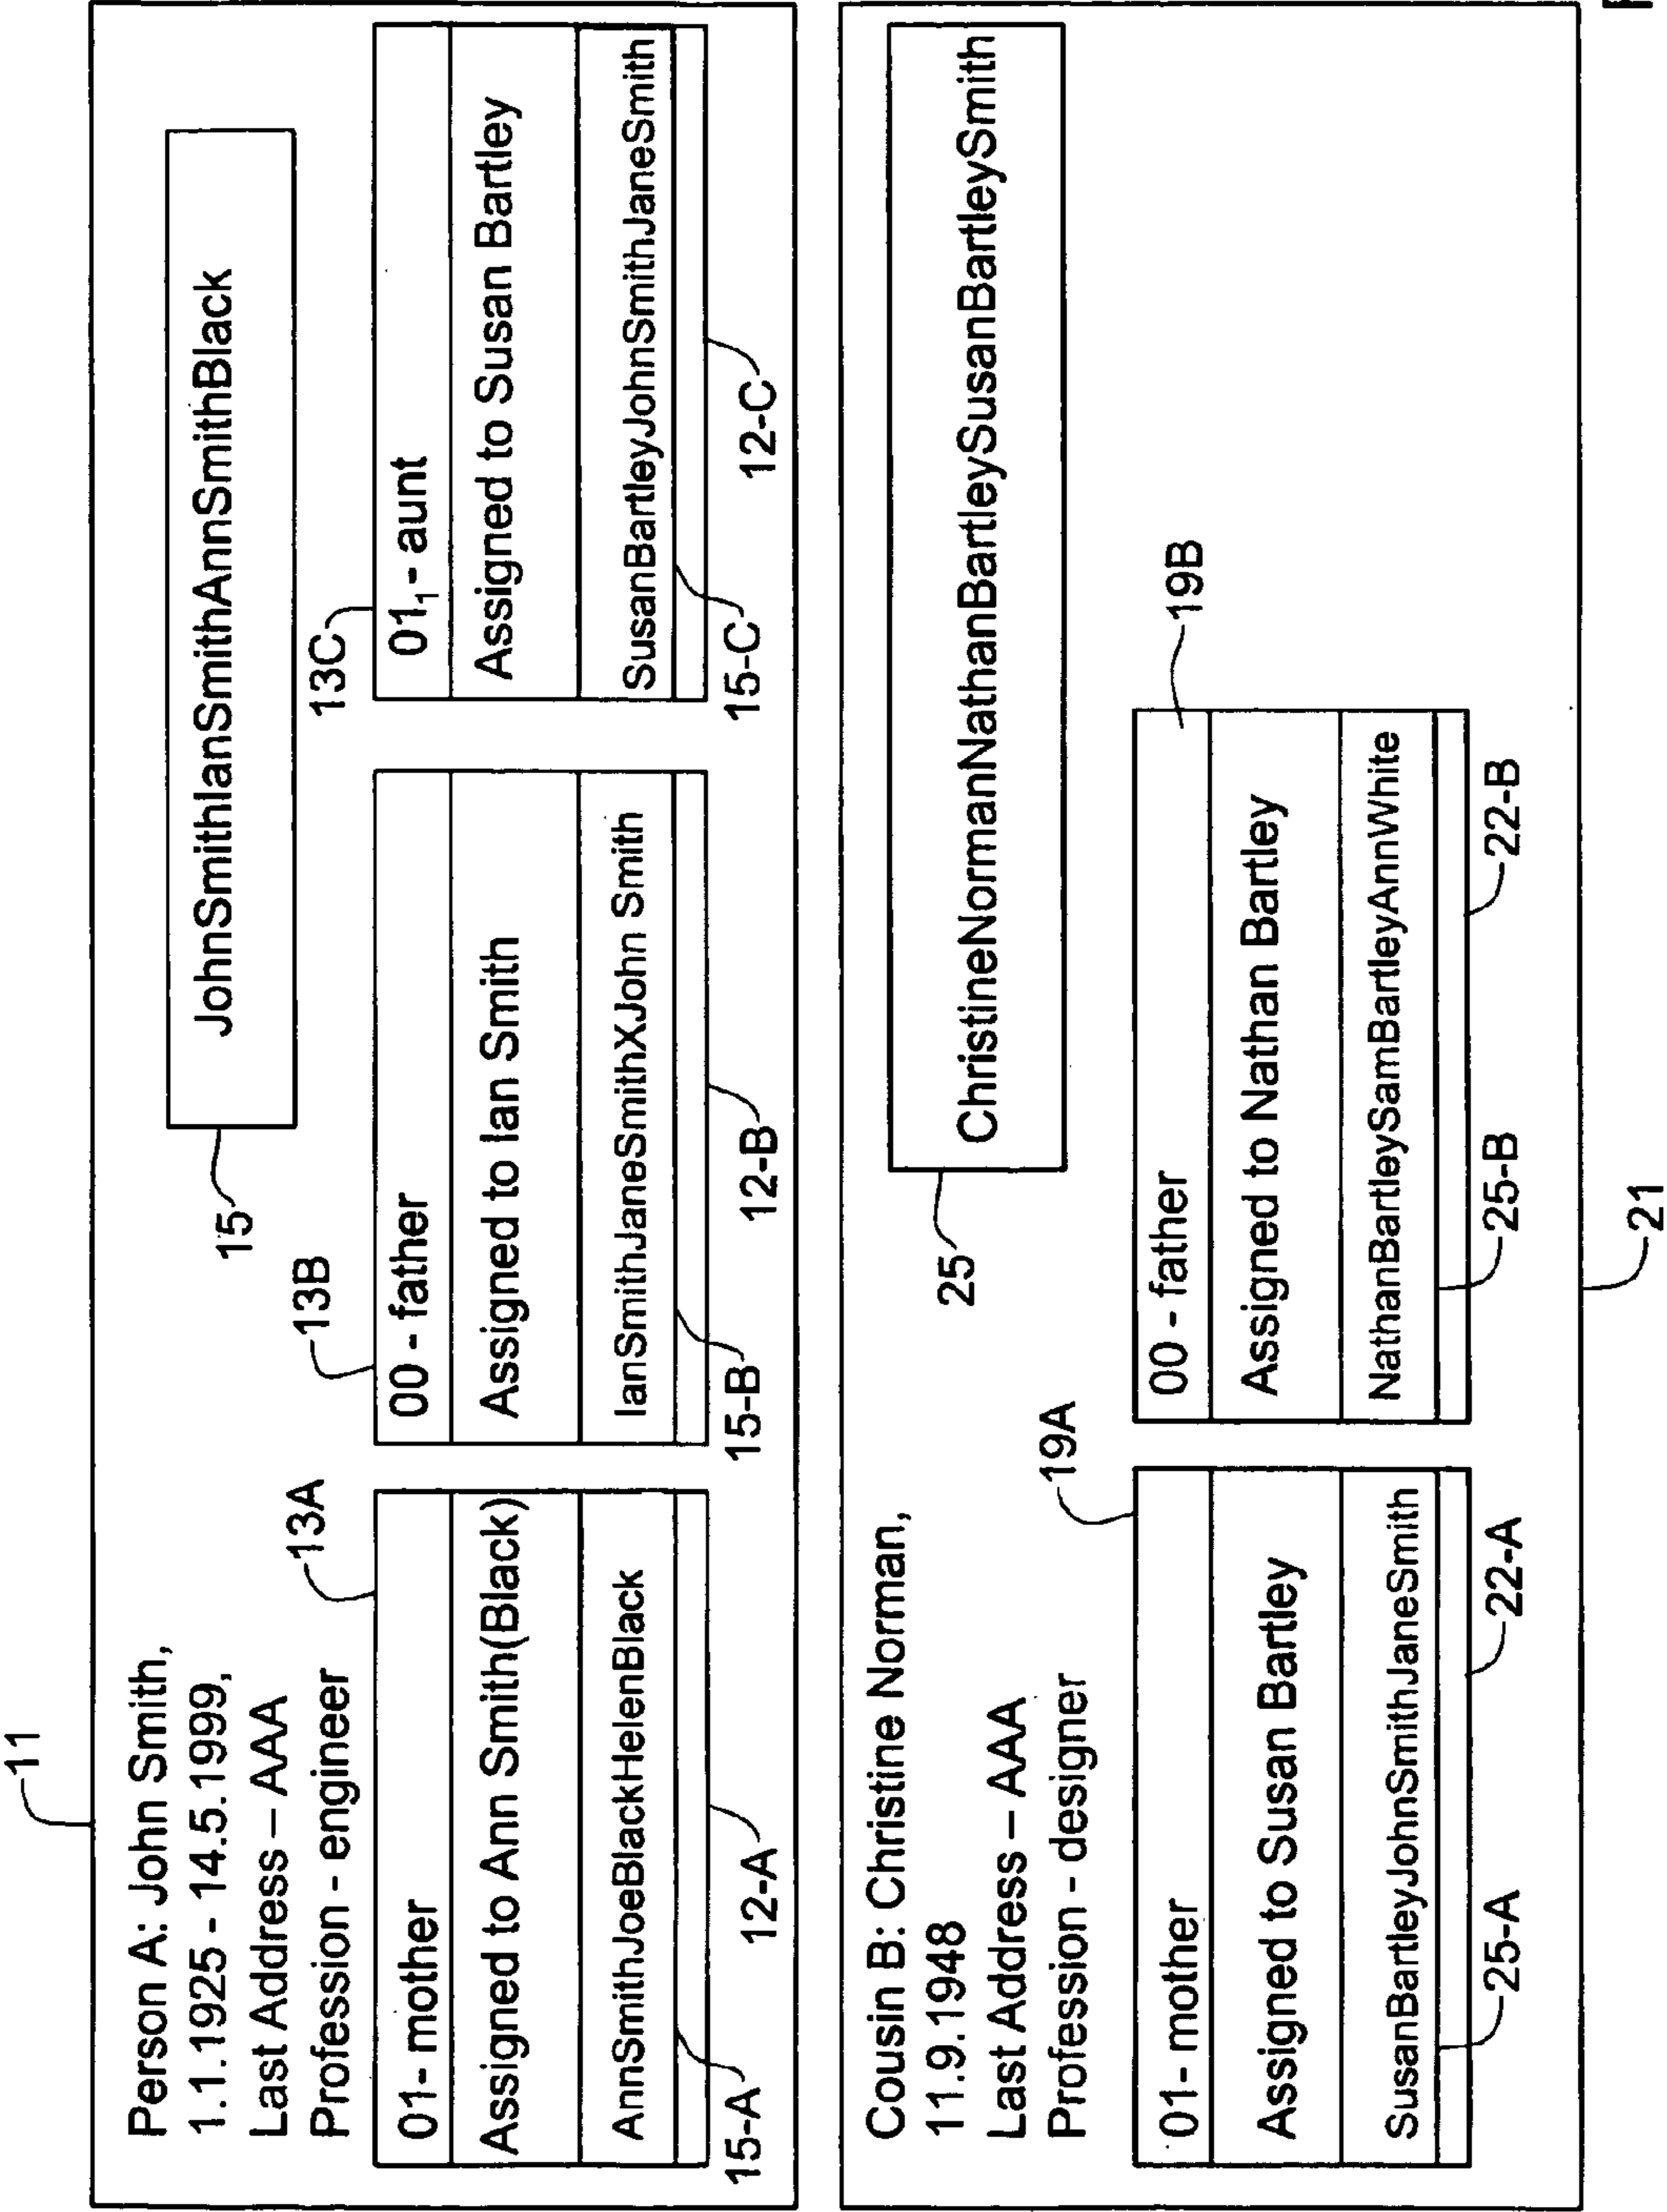 11
Person A: John Smith,
1.1.1925 - 14.5.1999,
Last Address – AAA
Profession - engineer
15
JohnSmithIanSmithAnnSmithBlack
13A
01- mother
Assigned to Ann Smith(Black)
AnnSmithJoeBlackHelenBlack
15-A
12-A
13B
00 - father
Assigned to Ian Smith
IanSmithJaneSmithXJohn Smith
15-B
12-B
13C
01₁- aunt
Assigned to Susan Bartley
SusanBartleyJohnSmithJaneSmith
15-C
12-C
Cousin B: Christine Norman,
11.9.1948
Last Address – AAA
Profession - designer
25
ChristineNormanNathanBartleySusanBartleySmith
19A
01- mother
Assigned to Susan Bartley
SusanBartleyJohnSmithJaneSmith
25-A
22-A
19B
00 - father
Assigned to Nathan Bartley
NathanBartleySamBartleyAnnWhite
25-B
22-B
21